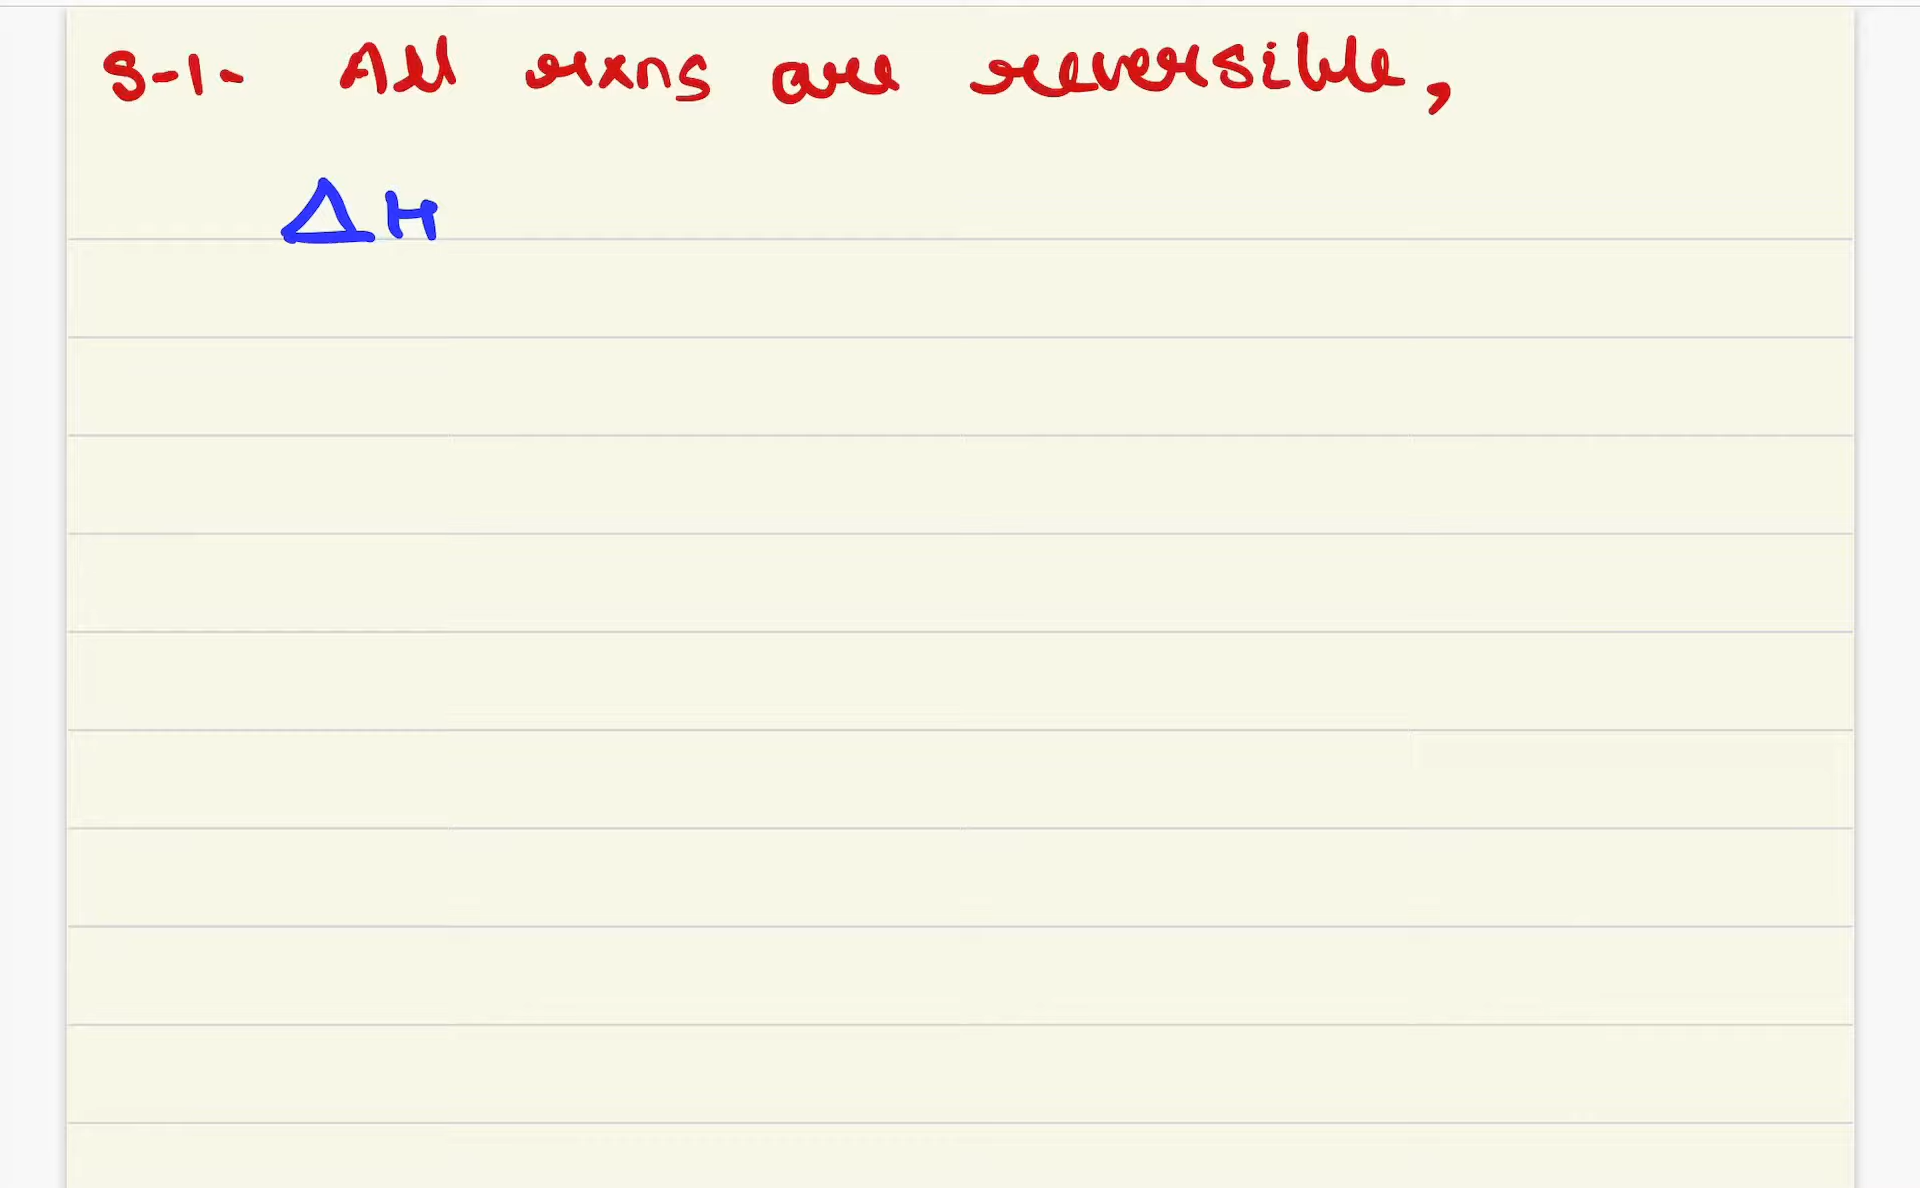 S-1- All rxns are reversible,
ΔH